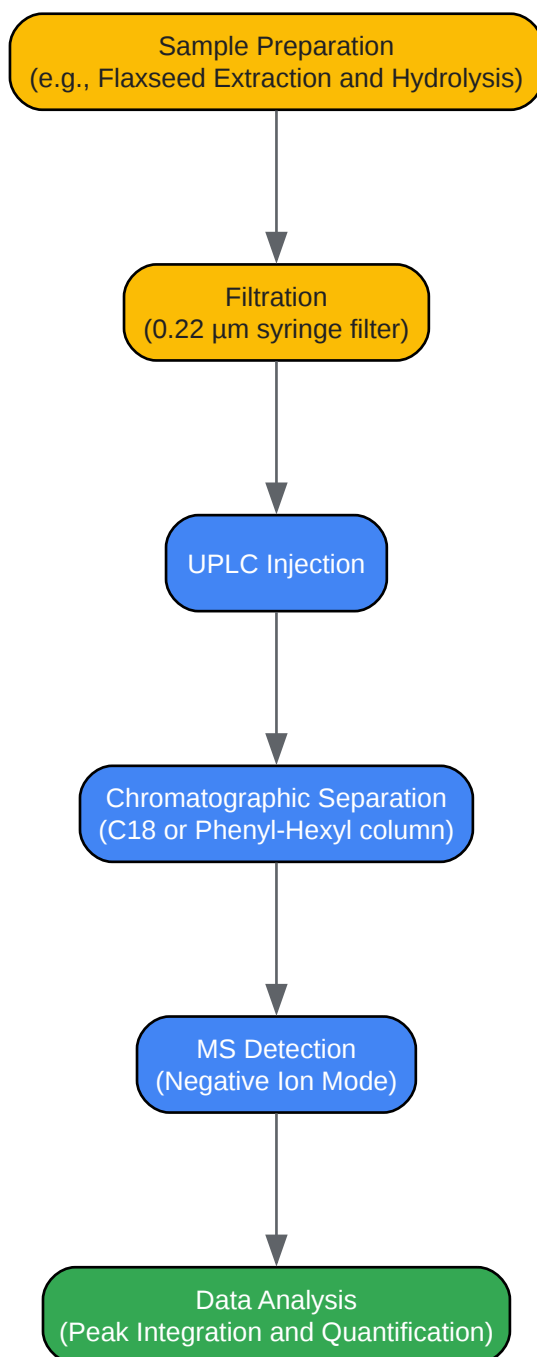 Sample Preparation
(e.g., Flaxseed Extraction and Hydrolysis)
Filtration
(0.22 µm syringe filter)
UPLC Injection
Chromatographic Separation
(C18 or Phenyl-Hexyl column)
MS Detection
(Negative Ion Mode)
Data Analysis
(Peak Integration and Quantification)